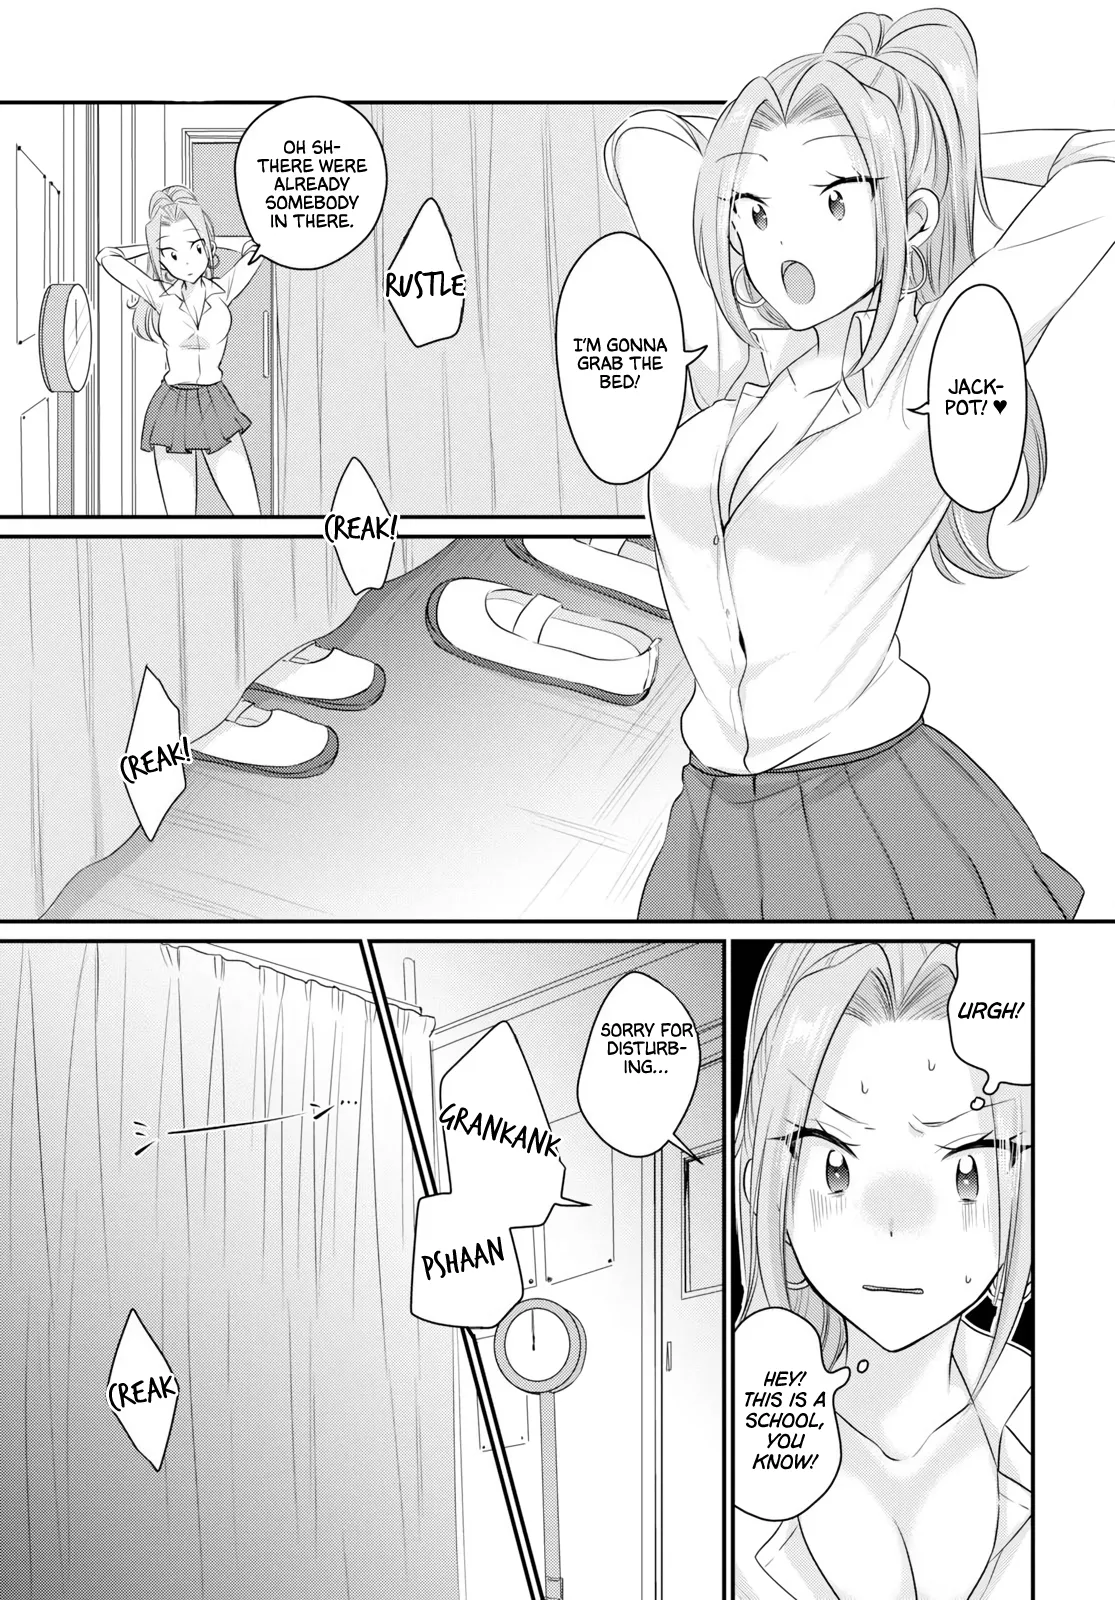 JACK-
POT! ♥
I'M GONNA
GRAB THE
BED!
RUSTLE
OH SH-
THERE WERE
ALREADY
SOMEBODY
IN THERE.
CREAK!
CREAK!
URGH!
HEY!
THIS IS A
SCHOOL,
YOU
KNOW!
SORRY FOR
DISTURB-
ING...
GRANKANK
PSHAAN
...
CREAK